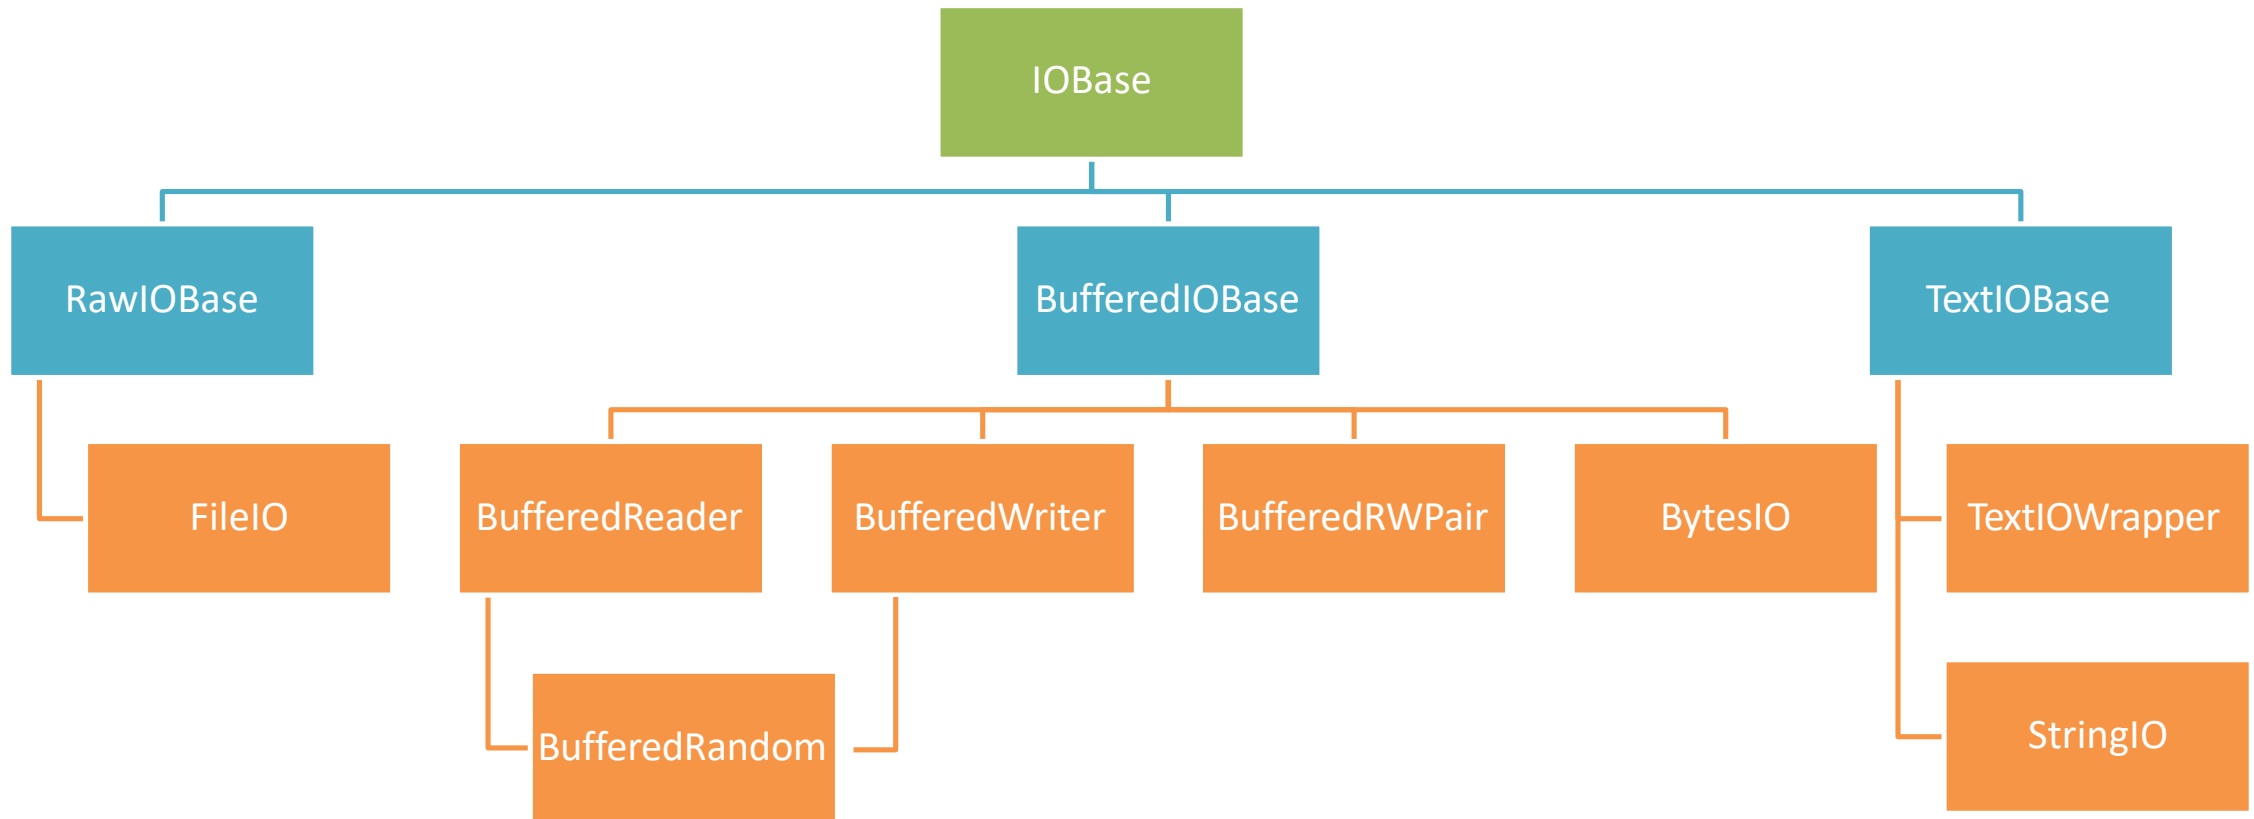 IOBase
RawIOBase
BufferedIOBase
TextIOBase
FileIO
BufferedReader
BufferedWriter
BufferedRWPair
BytesIO
TextIOWrapper
BufferedRandom
StringIO